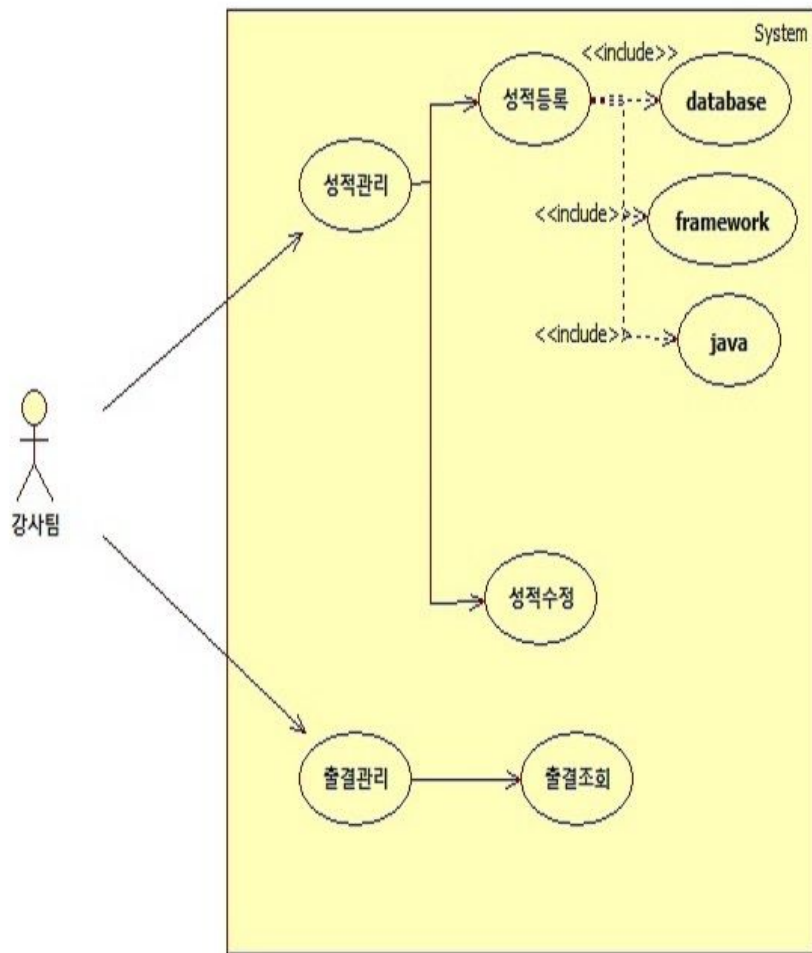 System
<<include>>
성적등록
database
성적관리
<<include>>
framework
<<include>>
java
강사팀
성적수정
출결관리
출결조회